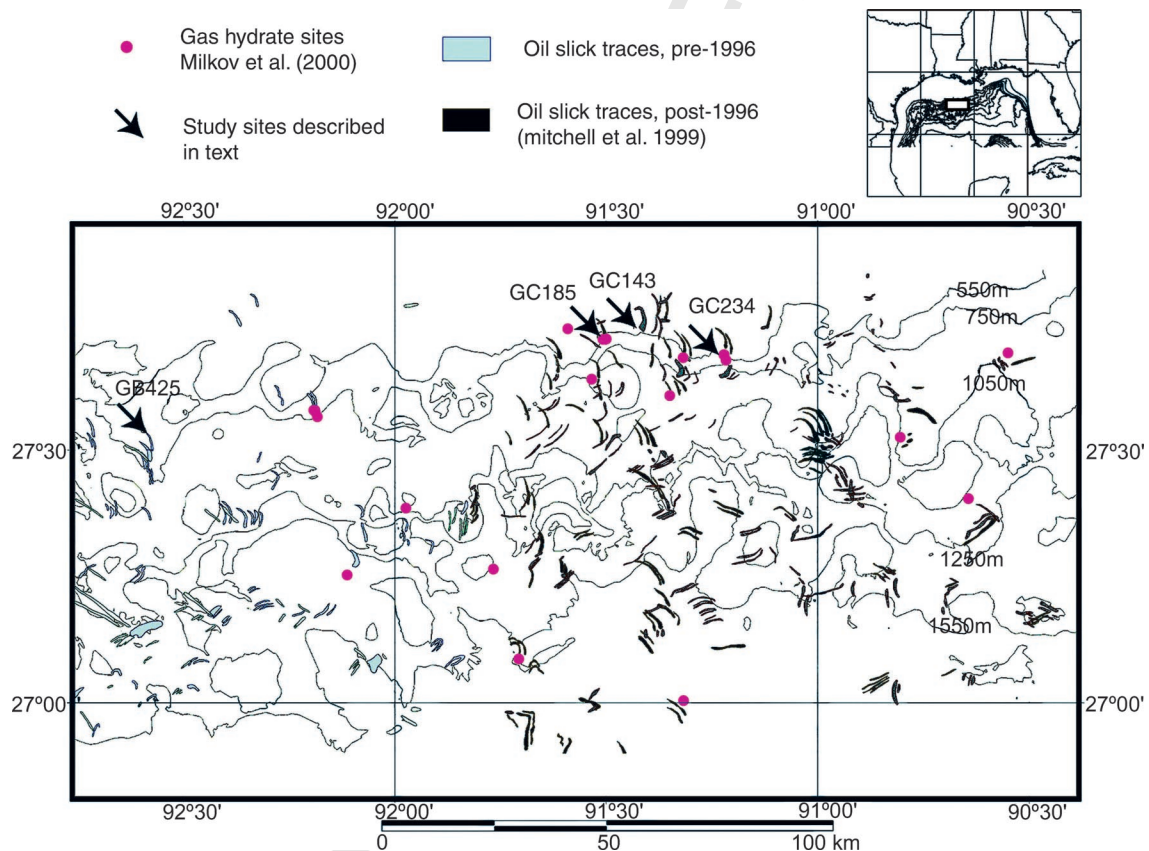 Gas hydrate sites
Milkov et al. (2000)
Oil slick traces, pre-1996
Study sites described
in text
Oil slick traces, post-1996
(mitchell et al. 1999)
92º30' 92º00' 91º30' 91º00' 90º30'
GC185 GC143 GC234
550m
750m
1050m
GB425
27º30' 27º30'
1250m
1550m
27º00' 27º00'
92º30' 92º00' 91º30' 91º00' 90º30'
0 50 100 km